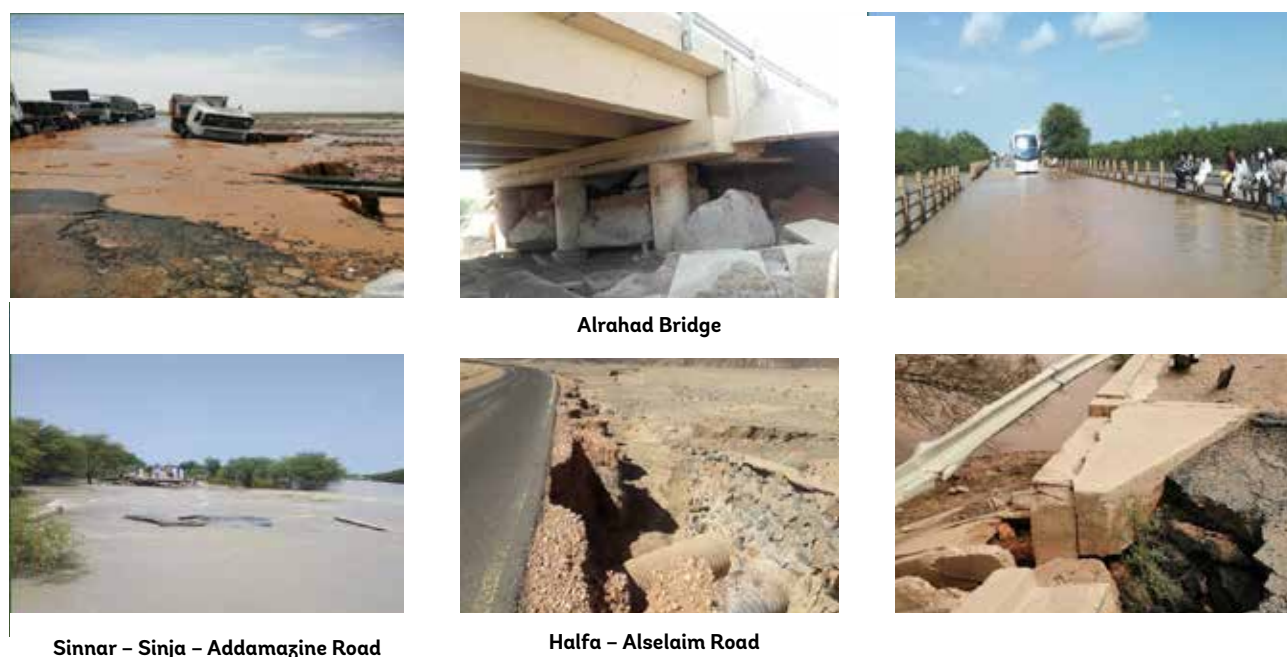 Alrahad Bridge
Sinnar – Sinja – Addamazine Road
Halfa – Alselaim Road